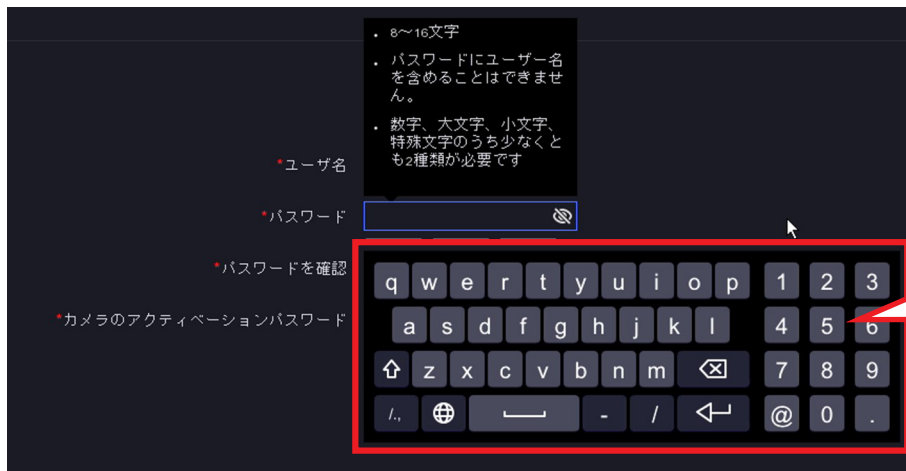 • 8～16文字
• パスワードにユーザー名
を含めることはできませ
ん。
• 数字、大文字、小文字、
特殊文字のうち少なくと
も2種類が必要です
*ユーザ名
*パスワード
*パスワードを確認
*カメラのアクティベーションパスワード
q w e r t y u i o p 1 2 3
a s d f g h j k l 4 5 6
z x c v b n m 7 8 9
/., - / @ 0 .